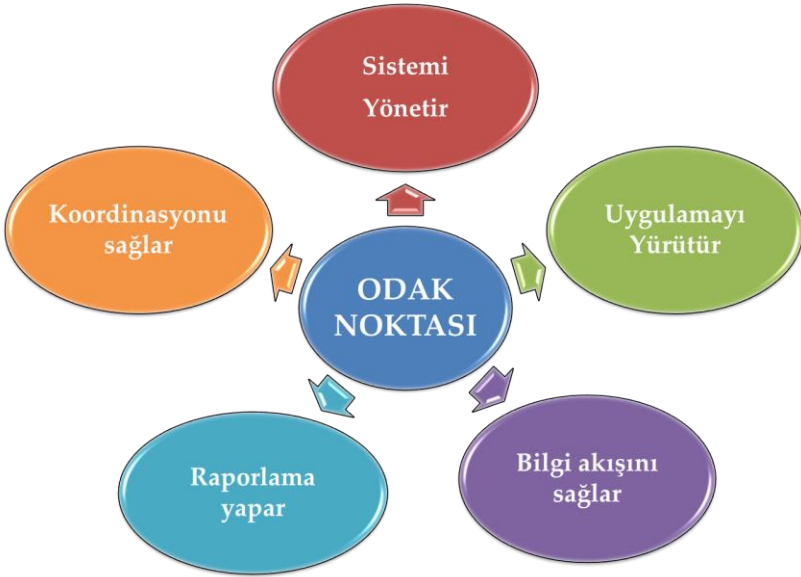 Sistemi
Yönetir
Koordinasyonu
sağlar
Uygulamayı
Yürütür
ODAK
NOKTASI
Raporlama
yapar
Bilgi akışını
sağlar